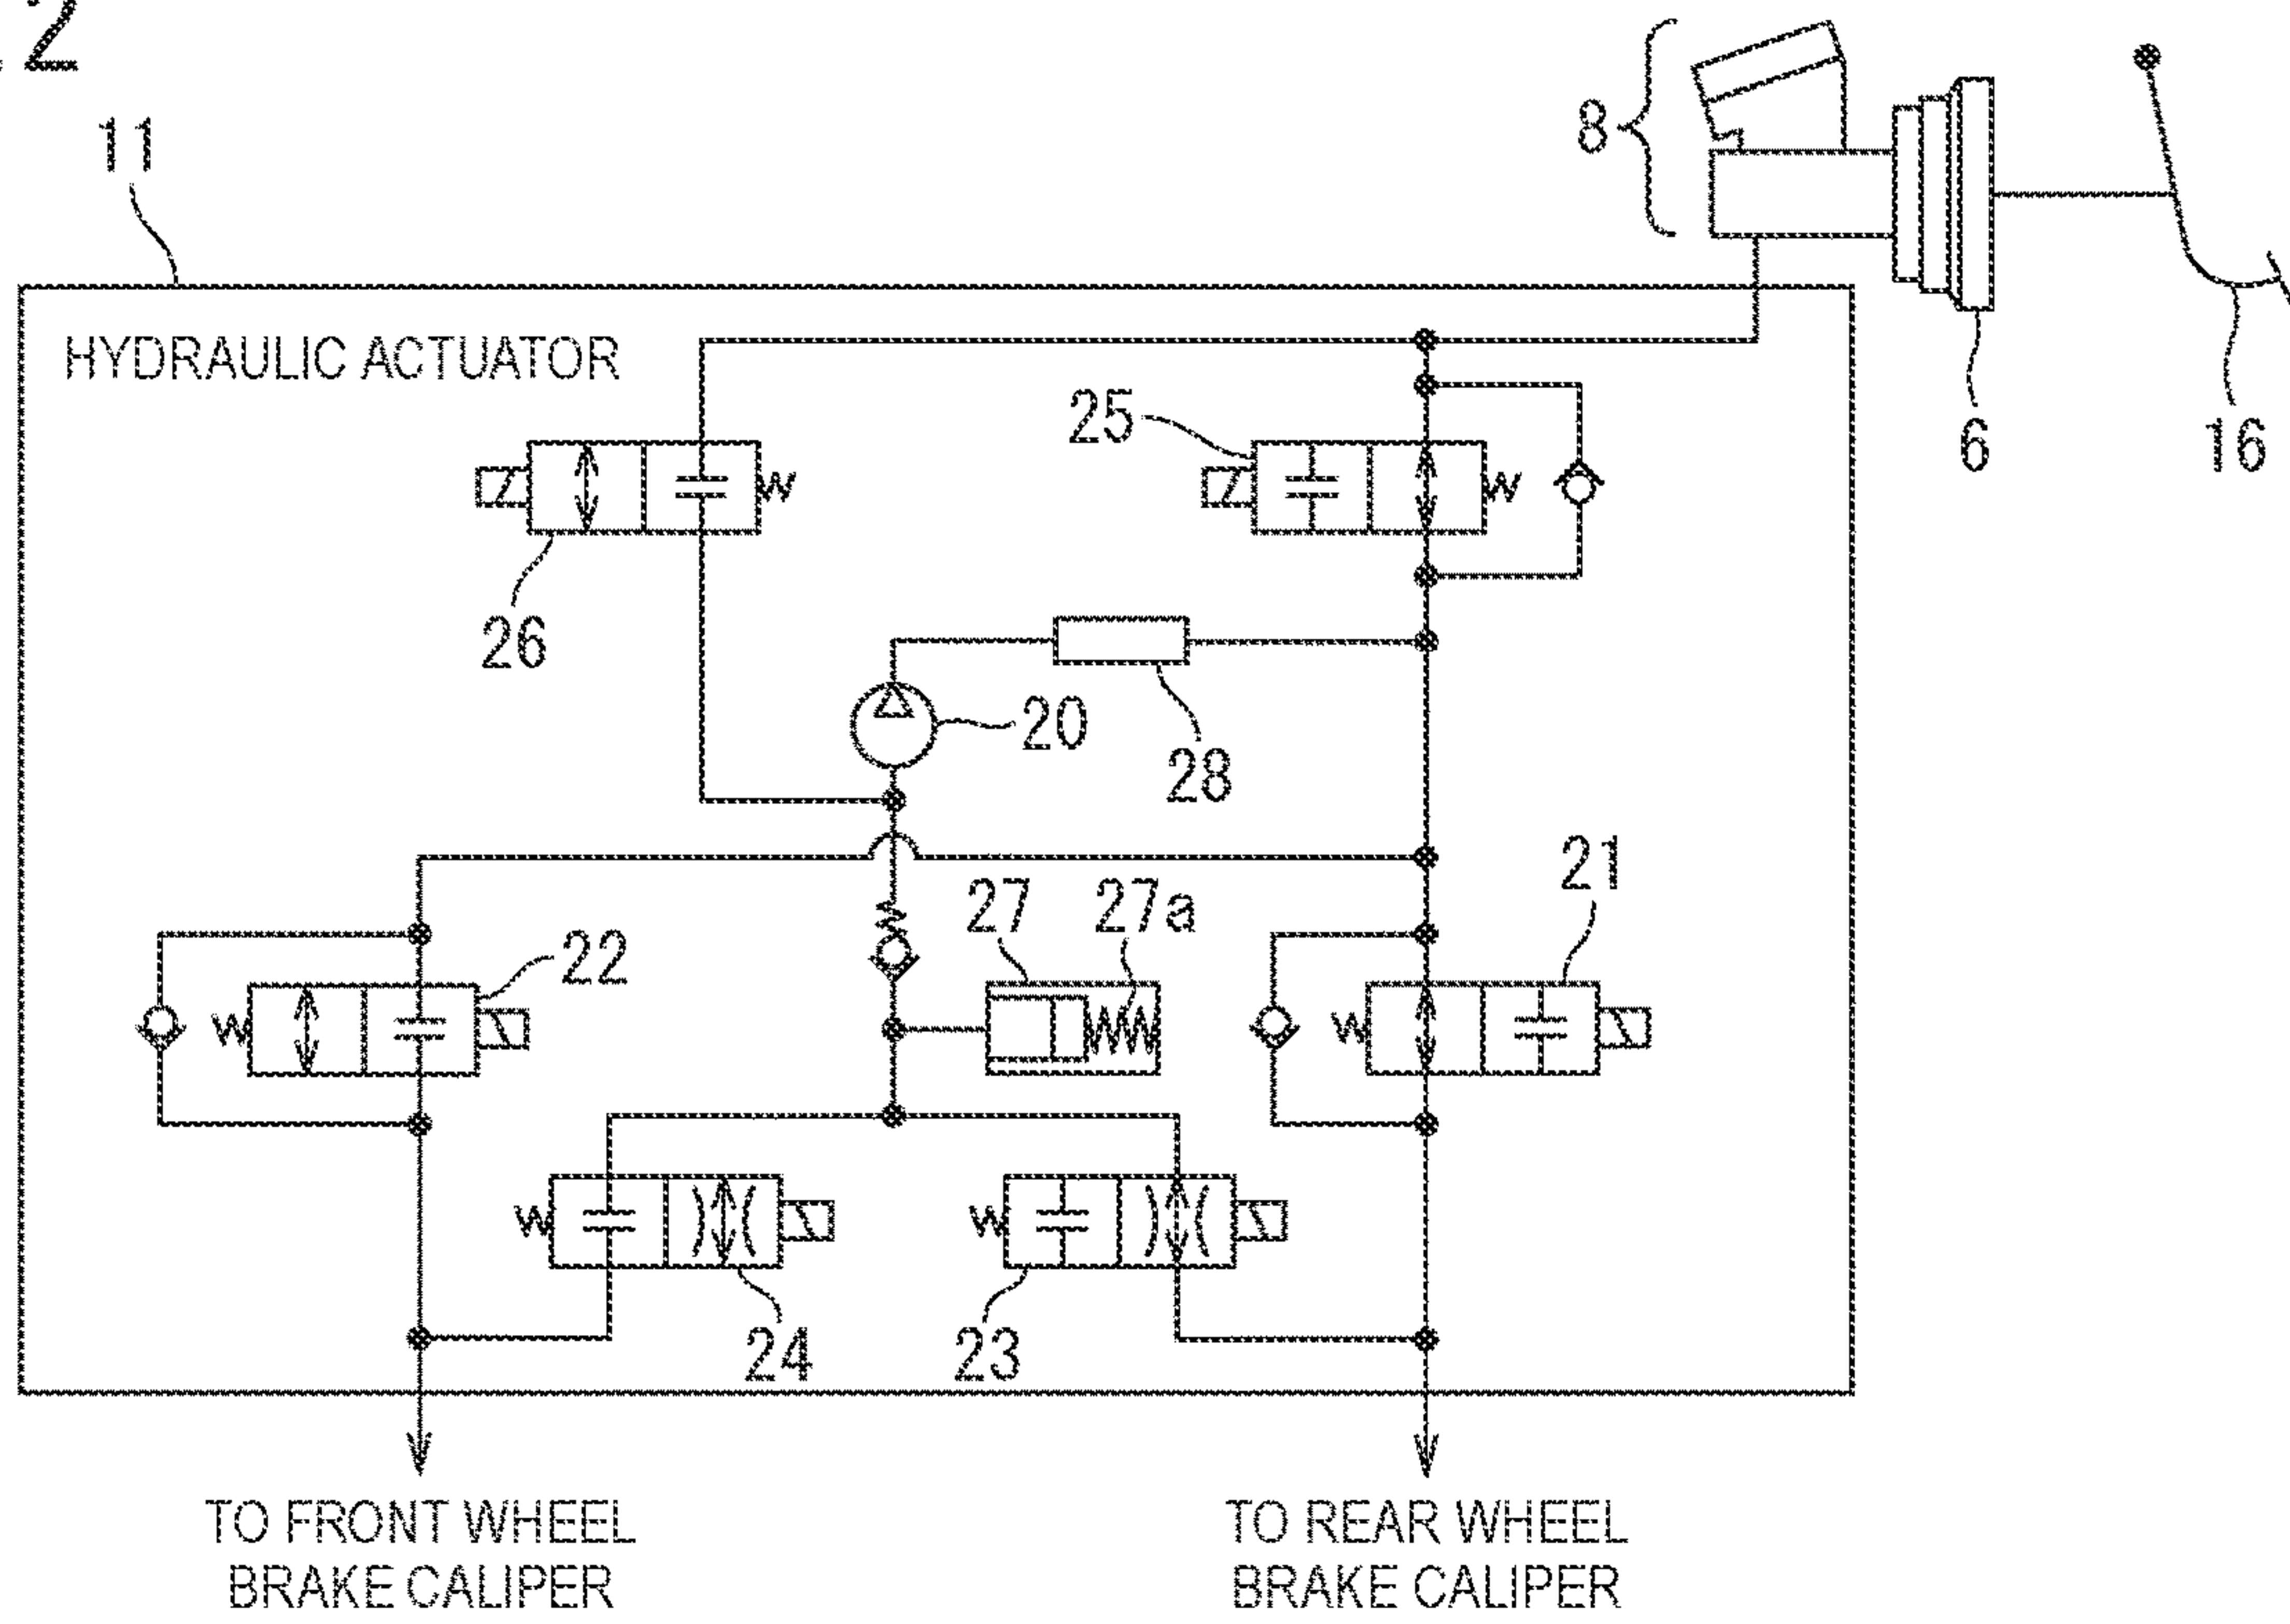 2
11
8
HYDRAULIC ACTUATOR
25
6
16
26
20
28
21
27
27a
22
24
23
TO FRONT WHEEL
BRAKE CALIPER
TO REAR WHEEL
BRAKE CALIPER